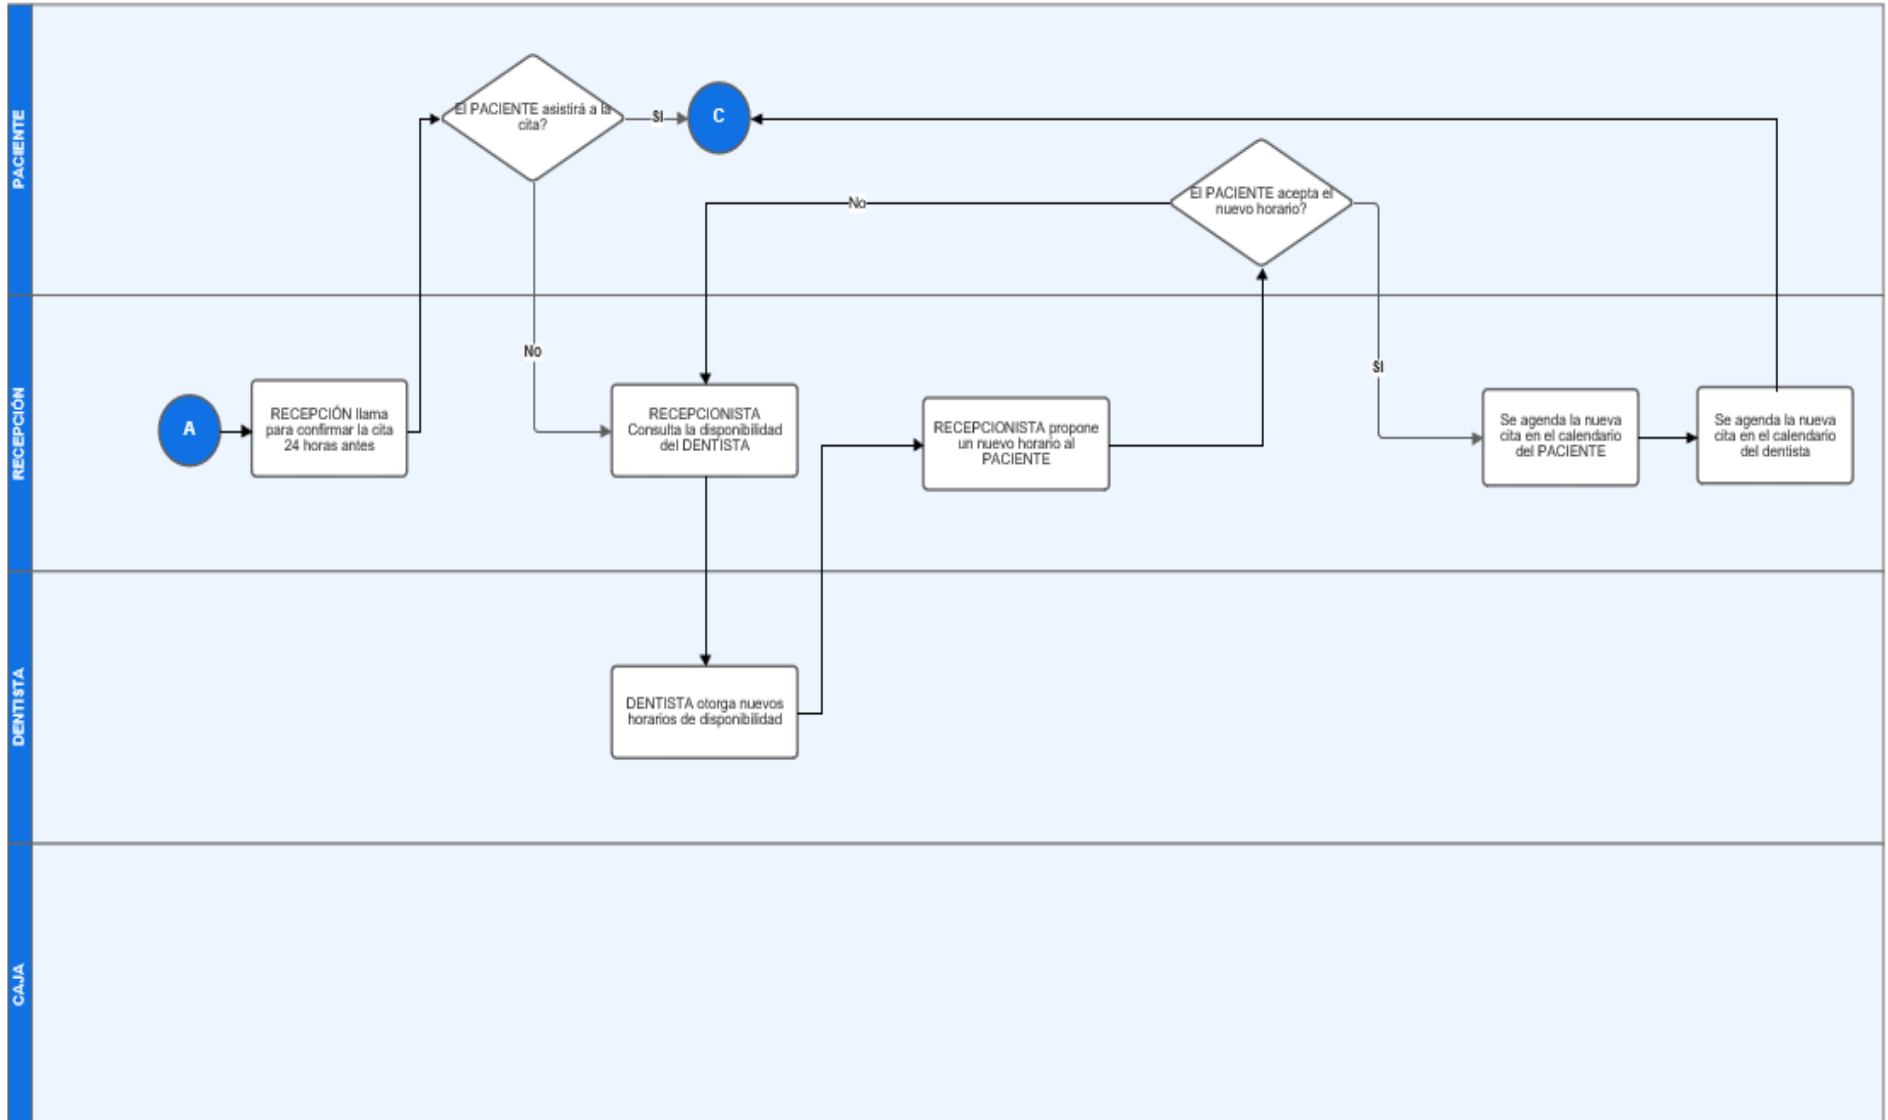 PACIENTE
El PACIENTE asistirá a la
cita?
SI
C
El PACIENTE acepta el
nuevo horario?
No
No
SI
RECEPCIÓN
A
RECEPCIÓN llama
para confirmar la cita
24 horas antes
RECEPCIONISTA
Consulta la disponibilidad
del DENTISTA
RECEPCIONISTA propone
un nuevo horario al
PACIENTE
Se agenda la nueva
cita en el calendario
del PACIENTE
Se agenda la nueva
cita en el calendario
del dentista
DENTISTA
DENTISTA otorga nuevos
horarios de disponibilidad
CAJA